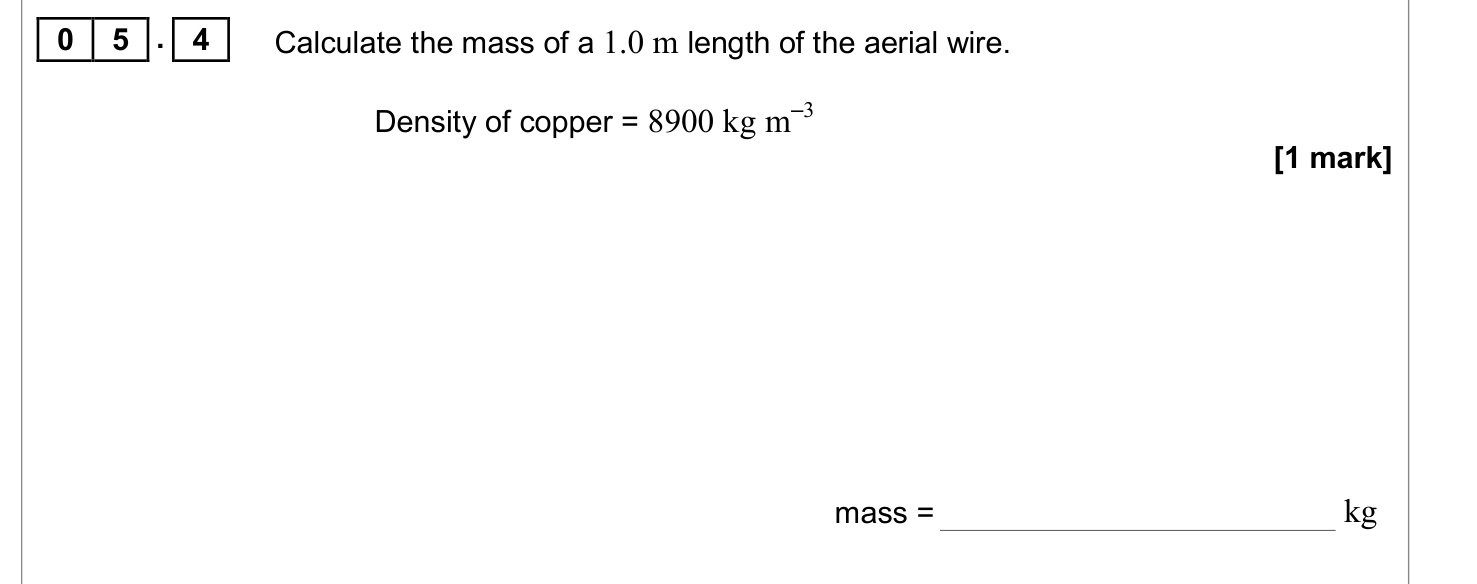 0 5 . 4 Calculate the mass of a 1.0 m length of the aerial wire.
Density of copper = 8900 kg m⁻³
[1 mark]
mass = kg